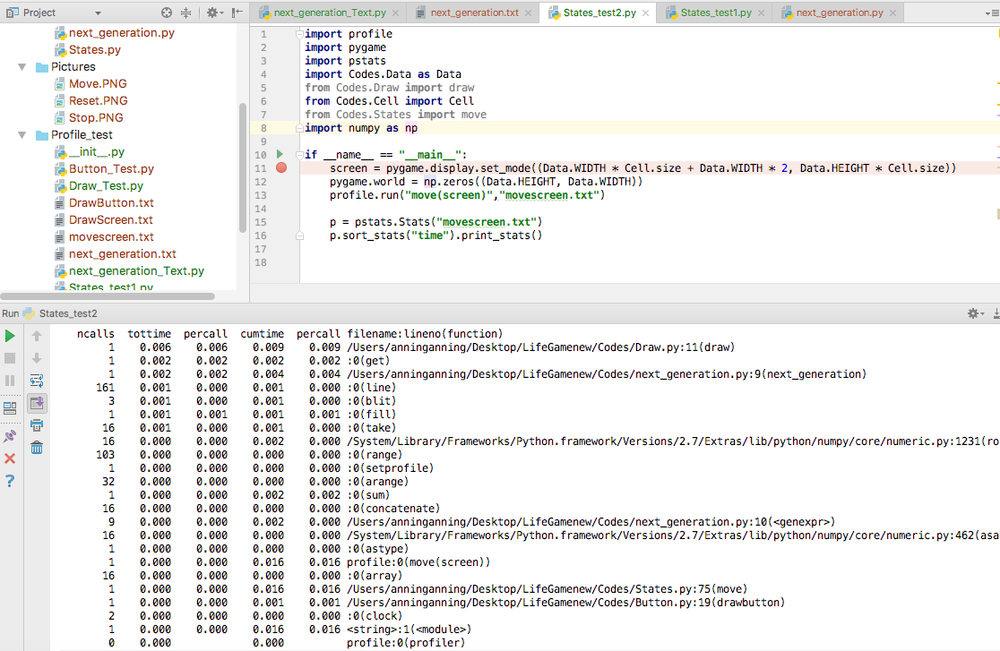 Project
next_generation.py
States.py
Pictures
Move.PNG
Reset.PNG
Stop.PNG
Profile_test
__init__.py
Button_Test.py
Draw_Test.py
DrawButton.txt
DrawScreen.txt
movescreen.txt
next_generation.txt
next_generation_Text.py
States_test1.py
next_generation_Text.py × next_generation.txt × States_test2.py × States_test1.py × next_generation.py ×
1 import profile
2 import pygame
3 import pstats
4 import Codes.Data as Data
5 from Codes.Draw import draw
6 from Codes.Cell import Cell
7 from Codes.States import move
8 import numpy as np
9
10 if __name__ == "__main__":
11 screen = pygame.display.set_mode((Data.WIDTH * Cell.size + Data.WIDTH * 2, Data.HEIGHT * Cell.size))
12 pygame.world = np.zeros((Data.HEIGHT, Data.WIDTH))
13 profile.run("move(screen)","movescreen.txt")
14
15 p = pstats.Stats("movescreen.txt")
16 p.sort_stats("time").print_stats()
17
18
Run States_test2
ncalls tottime percall cumtime percall filename:lineno(function)
1 0.006 0.006 0.009 0.009 /Users/anninganning/Desktop/LifeGamenew/Codes/Draw.py:11(draw)
1 0.002 0.002 0.002 0.002 :0(get)
1 0.002 0.002 0.004 0.004 /Users/anninganning/Desktop/LifeGamenew/Codes/next_generation.py:9(next_generation)
161 0.001 0.000 0.001 0.000 :0(line)
3 0.001 0.000 0.001 0.000 :0(blit)
1 0.001 0.001 0.001 0.001 :0(fill)
16 0.001 0.000 0.001 0.000 :0(take)
16 0.000 0.000 0.002 0.000 /System/Library/Frameworks/Python.framework/Versions/2.7/Extras/lib/python/numpy/core/numeric.py:1231(ro
103 0.000 0.000 0.000 0.000 :0(range)
1 0.000 0.000 0.000 0.000 :0(setprofile)
32 0.000 0.000 0.000 0.000 :0(arange)
1 0.000 0.000 0.002 0.002 :0(sum)
16 0.000 0.000 0.000 0.000 :0(concatenate)
9 0.000 0.000 0.002 0.000 /Users/anninganning/Desktop/LifeGamenew/Codes/next_generation.py:10(<genexpr>)
16 0.000 0.000 0.000 0.000 /System/Library/Frameworks/Python.framework/Versions/2.7/Extras/lib/python/numpy/core/numeric.py:462(asa
1 0.000 0.000 0.000 0.000 :0(astype)
1 0.000 0.000 0.016 0.016 profile:0(move(screen))
16 0.000 0.000 0.000 0.000 :0(array)
1 0.000 0.000 0.016 0.016 /Users/anninganning/Desktop/LifeGamenew/Codes/States.py:75(move)
1 0.000 0.000 0.001 0.001 /Users/anninganning/Desktop/LifeGamenew/Codes/Button.py:19(drawbutton)
2 0.000 0.000 0.000 0.000 :0(clock)
1 0.000 0.000 0.016 0.016 <string>:1(<module>)
0 0.000 0.000 profile:0(profiler)